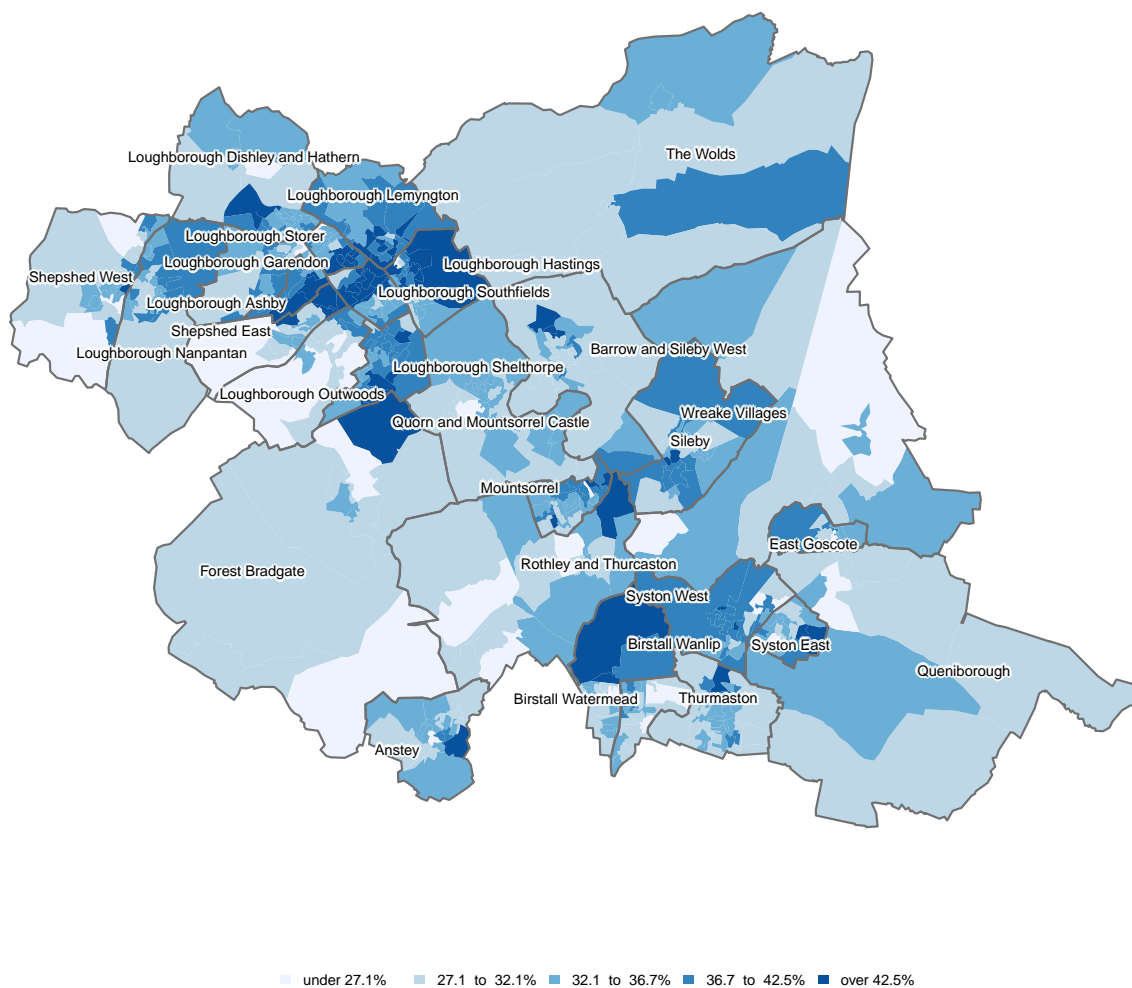 The Wolds
Loughborough Dishley and Hathern
Loughborough Lemyngton
Loughborough Storer
Loughborough Garendon
Loughborough Hastings
Shepshed West
Loughborough Southfields
Loughborough Ashby
Shepshed East
Barrow and Sileby West
Loughborough Nanpantan
Loughborough Shelthorpe
Loughborough Outwoods
Wreake Villages
Quorn and Mountsorrel Castle
Sileby
Mountsorrel
East Goscote
Rothley and Thurcaston
Forest Bradgate
Syston West
Birstall Wanlip
Syston East
Queniborough
Birstall Watermead
Thurmaston
Anstey
under 27.1% 27.1 to 32.1% 32.1 to 36.7% 36.7 to 42.5% over 42.5%